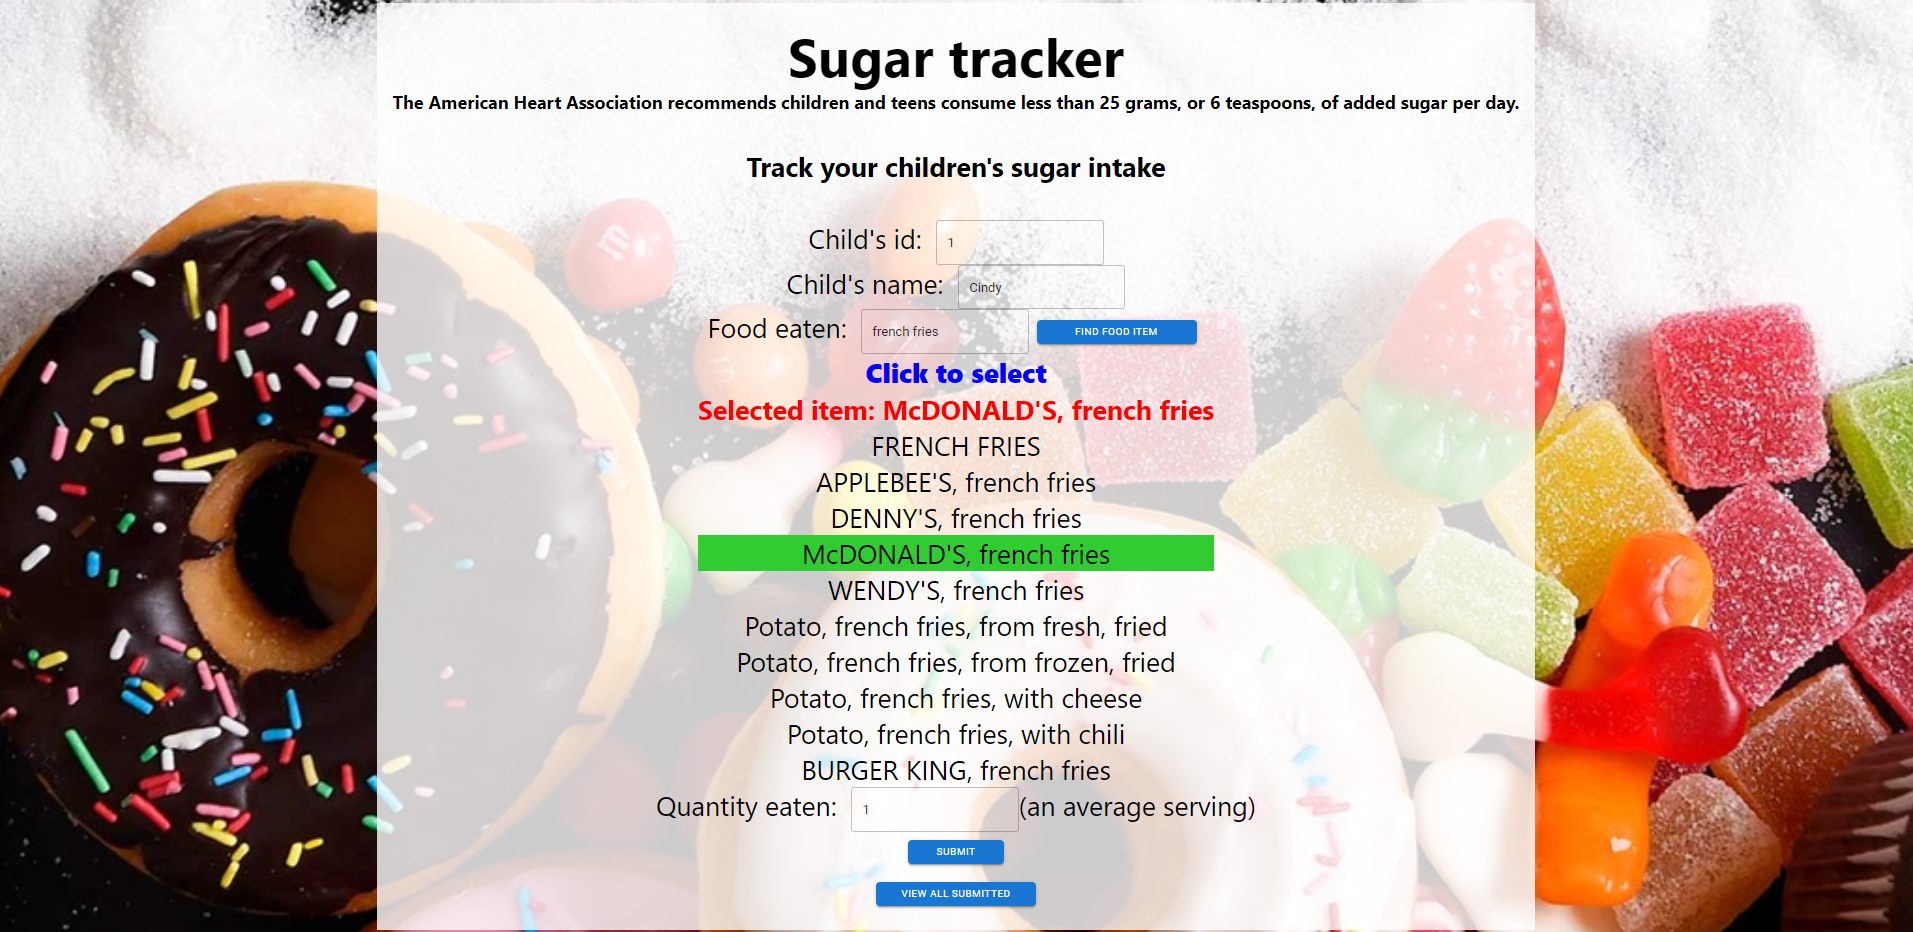 Sugar tracker
The American Heart Association recommends children and teens consume less than 25 grams, or 6 teaspoons, of added sugar per day.
Track your children's sugar intake
Child's id: 1
Child's name: Cindy
Food eaten: french fries FIND FOOD ITEM
Click to select
Selected item: McDONALD'S, french fries
FRENCH FRIES
APPLEBEE'S, french fries
DENNY'S, french fries
McDONALD'S, french fries
WENDY'S, french fries
Potato, french fries, from fresh, fried
Potato, french fries, from frozen, fried
Potato, french fries, with cheese
Potato, french fries, with chili
BURGER KING, french fries
Quantity eaten: 1 (an average serving)
SUBMIT
VIEW ALL SUBMITTED